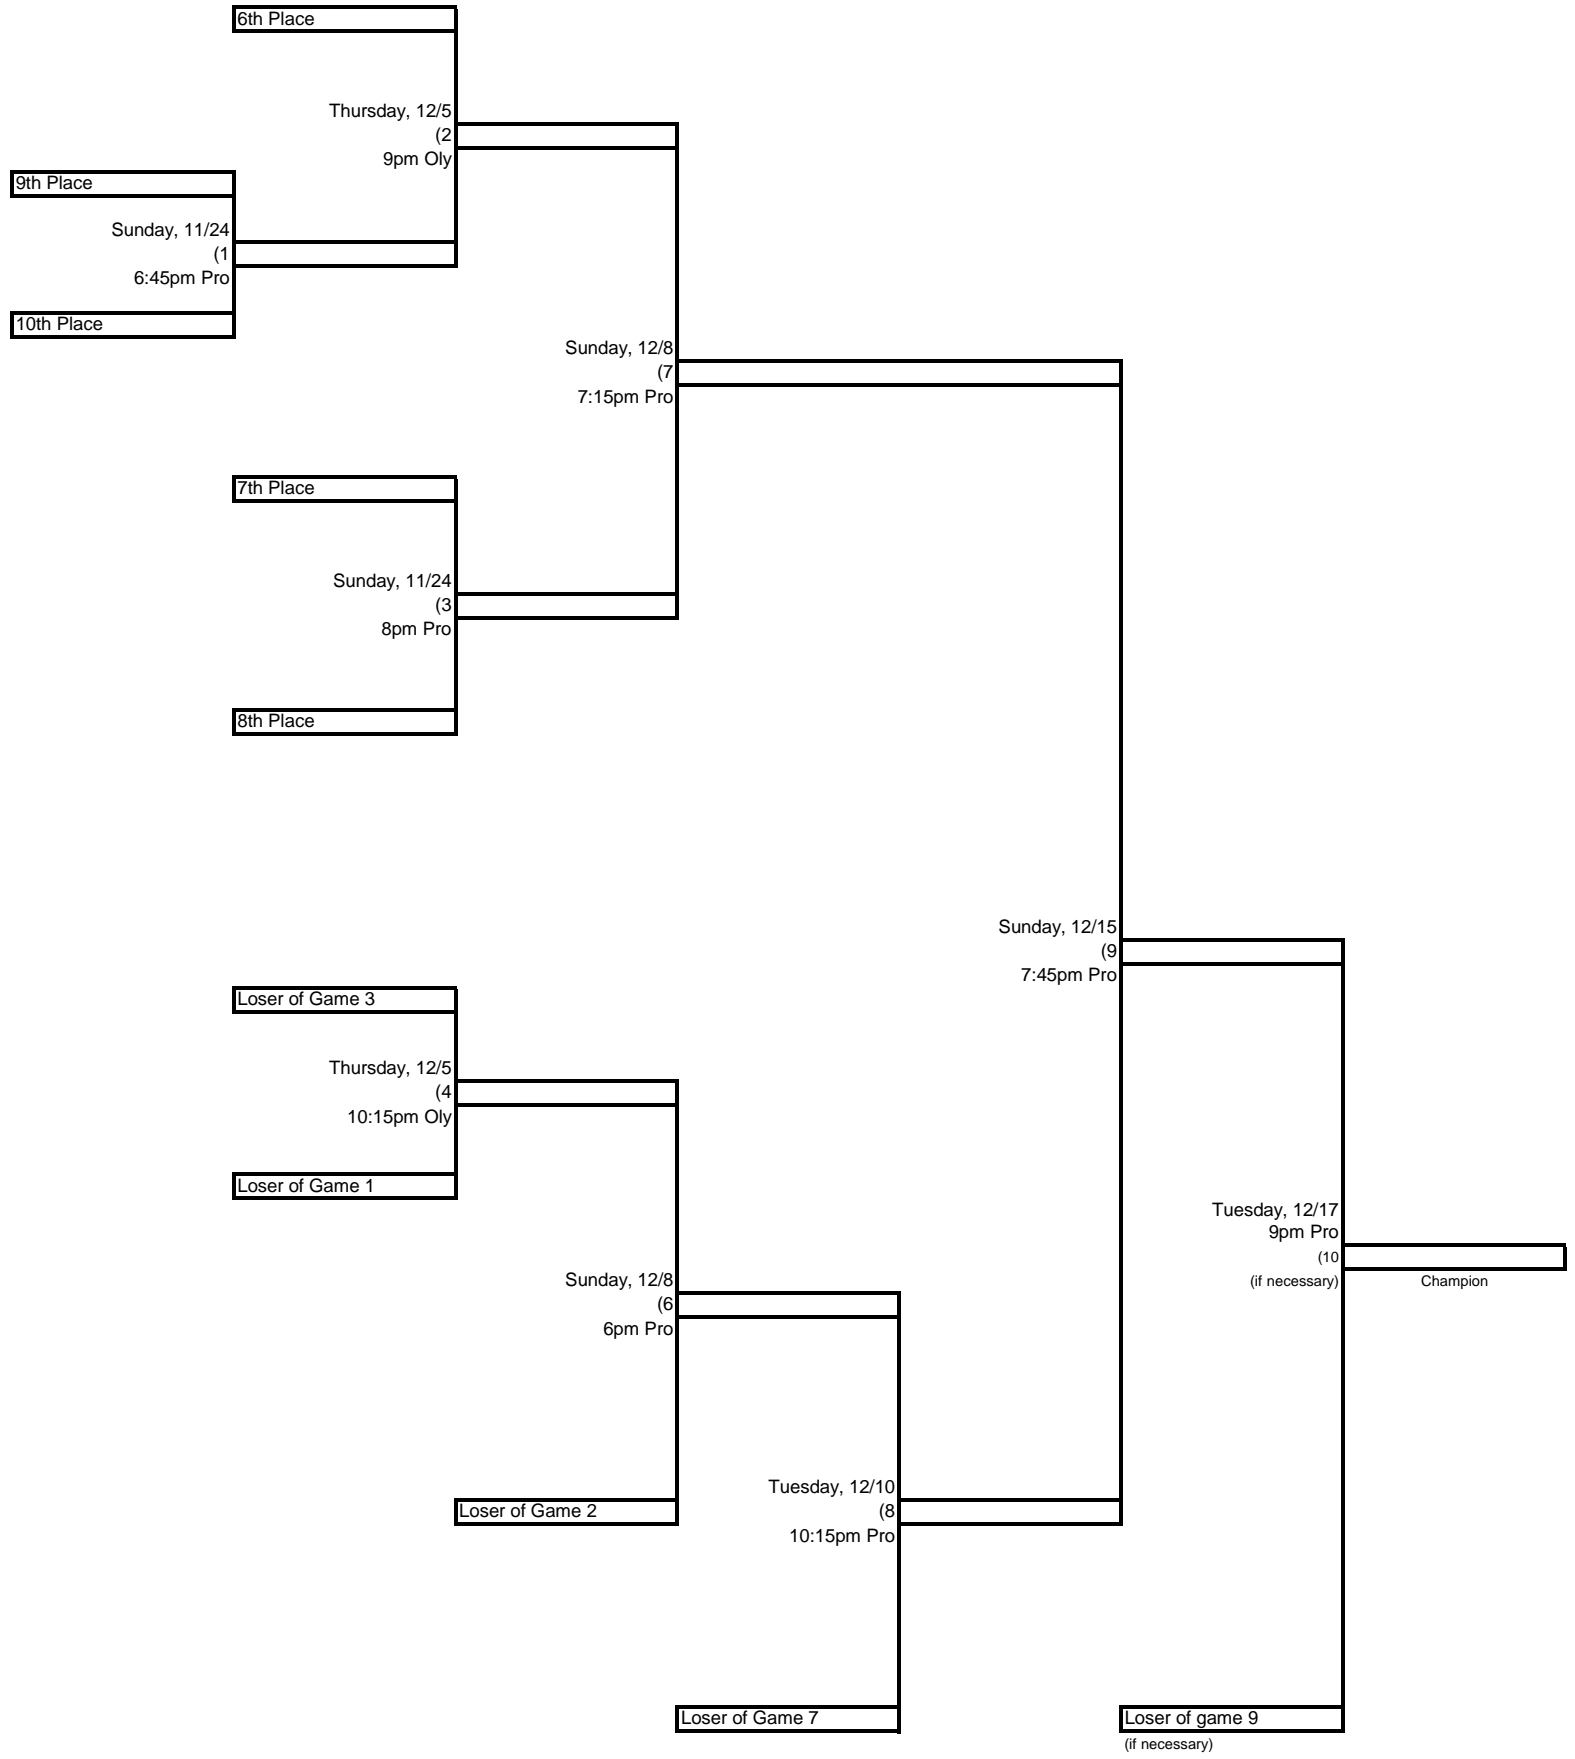 6th Place
Thursday, 12/5
(2
9pm Oly
9th Place
Sunday, 11/24
(1
6:45pm Pro
10th Place
Sunday, 12/8
(7
7:15pm Pro
7th Place
Sunday, 11/24
(3
8pm Pro
8th Place
Sunday, 12/15
(9
7:45pm Pro
Loser of Game 3
Thursday, 12/5
(4
10:15pm Oly
Loser of Game 1
Tuesday, 12/17
9pm Pro
(10
(if necessary)
Champion
Sunday, 12/8
(6
6pm Pro
Tuesday, 12/10
(8
10:15pm Pro
Loser of Game 2
Loser of Game 7
Loser of game 9
(if necessary)